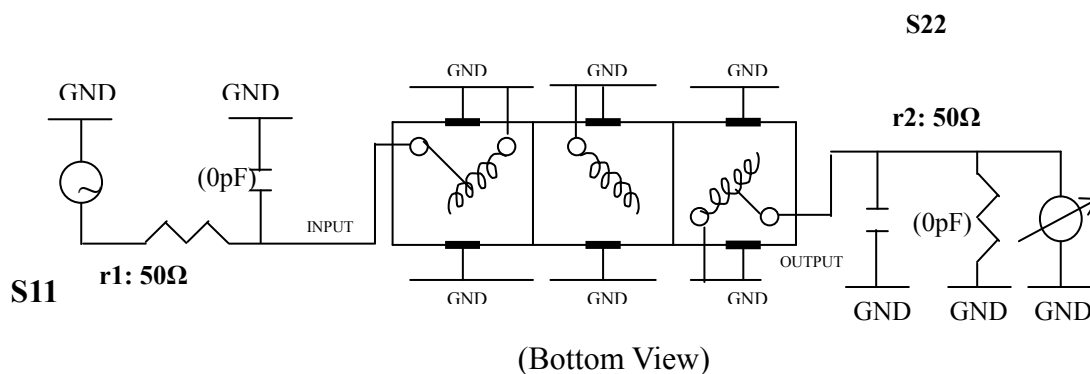 S22
GND GND GND
GND GND
r2: 50Ω
(0pF)
(0pF)
INPUT
r1: 50Ω
OUTPUT
S11
GND GND GND
GND GND GND
(Bottom View)